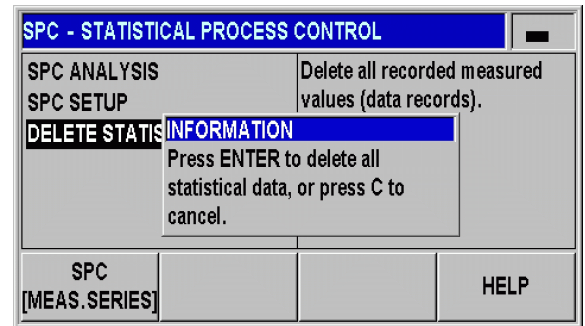 SPC - STATISTICAL PROCESS CONTROL
SPC ANALYSIS
SPC SETUP
DELETE STATIS
Delete all recorded measured
values (data records).
INFORMATION
Press ENTER to delete all
statistical data, or press C to
cancel.
SPC
[MEAS.SERIES]
HELP